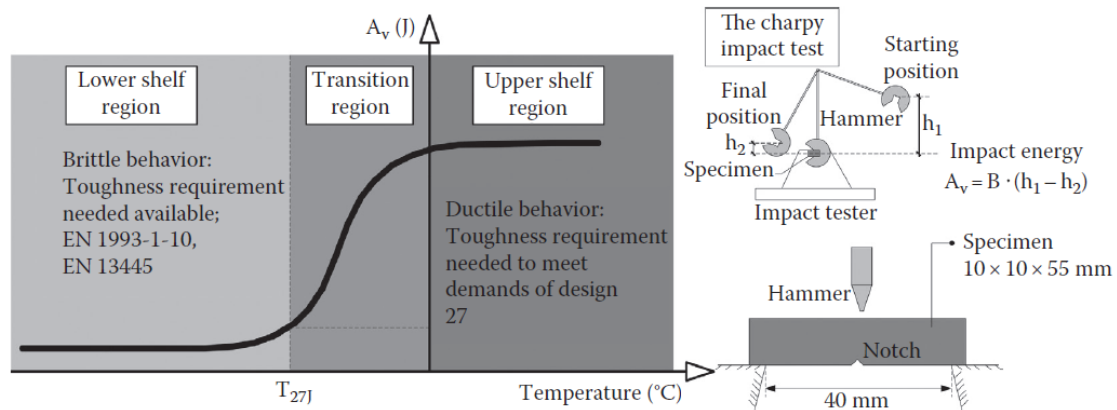 A_v (J)
Lower shelf
region
Transition
region
Upper shelf
region
Brittle behavior:
Toughness requirement
needed available;
EN 1993-1-10,
EN 13445
Ductile behavior:
Toughness requirement
needed to meet
demands of design
27
T_27J
Temperature (°C)
The charpy
impact test
Starting
position
Final
position
Hammer
h_1
h_2
Specimen
Impact energy
A_v = B · (h_1 – h_2)
Impact tester
Specimen
10 × 10 × 55 mm
Hammer
Notch
40 mm